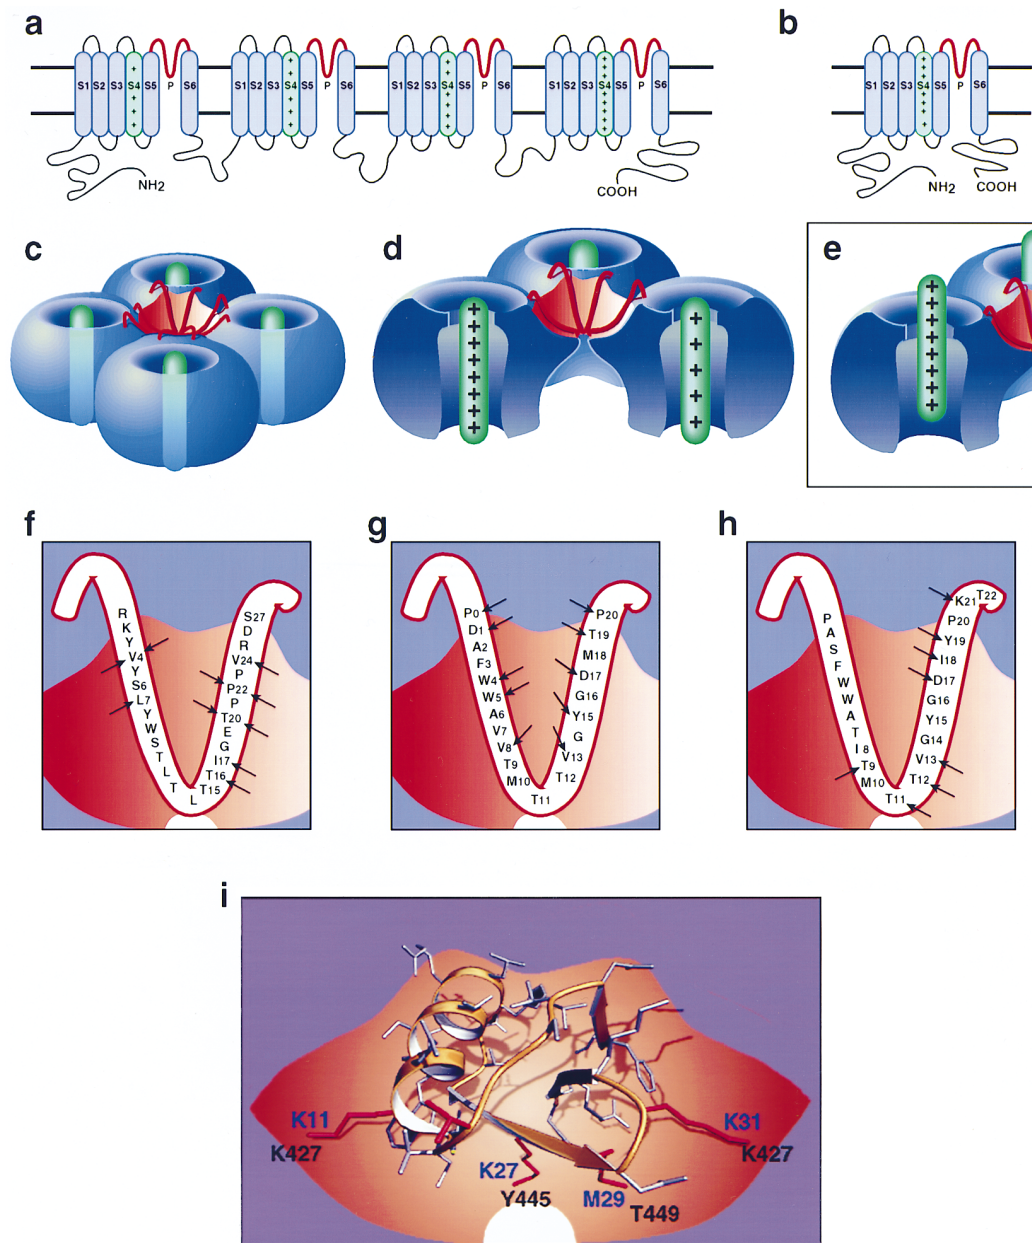 a
S1 S2 S3 S4 S5 P S6 S1 S2 S3 S4 S5 P S6 S1 S2 S3 S4 S5 P S6 S1 S2 S3 S4 S5 P S6
NH2
COOH
b
S1 S2 S3 S4 S5 P S6
NH2 COOH
c
d
e
f
R
K
Y
V4
Y
S6
L7
Y
W
S
T
L
T
L
T15
T16
I17
G
E
T20
P
P22
P
V24
R
D
S27
g
P0
D1
A2
F3
W4
W5
A6
V7
V8
T9
M10
T11
T12
V13
G
Y15
G16
D17
M18
T19
P20
h
P
A
S
F
W
W
A
T
I8
T9
M10
T11
T12
V13
G14
Y15
G16
D17
I18
Y19
P20
K21
T22
i
K11
K427
K27
Y445
M29
T449
K31
K427